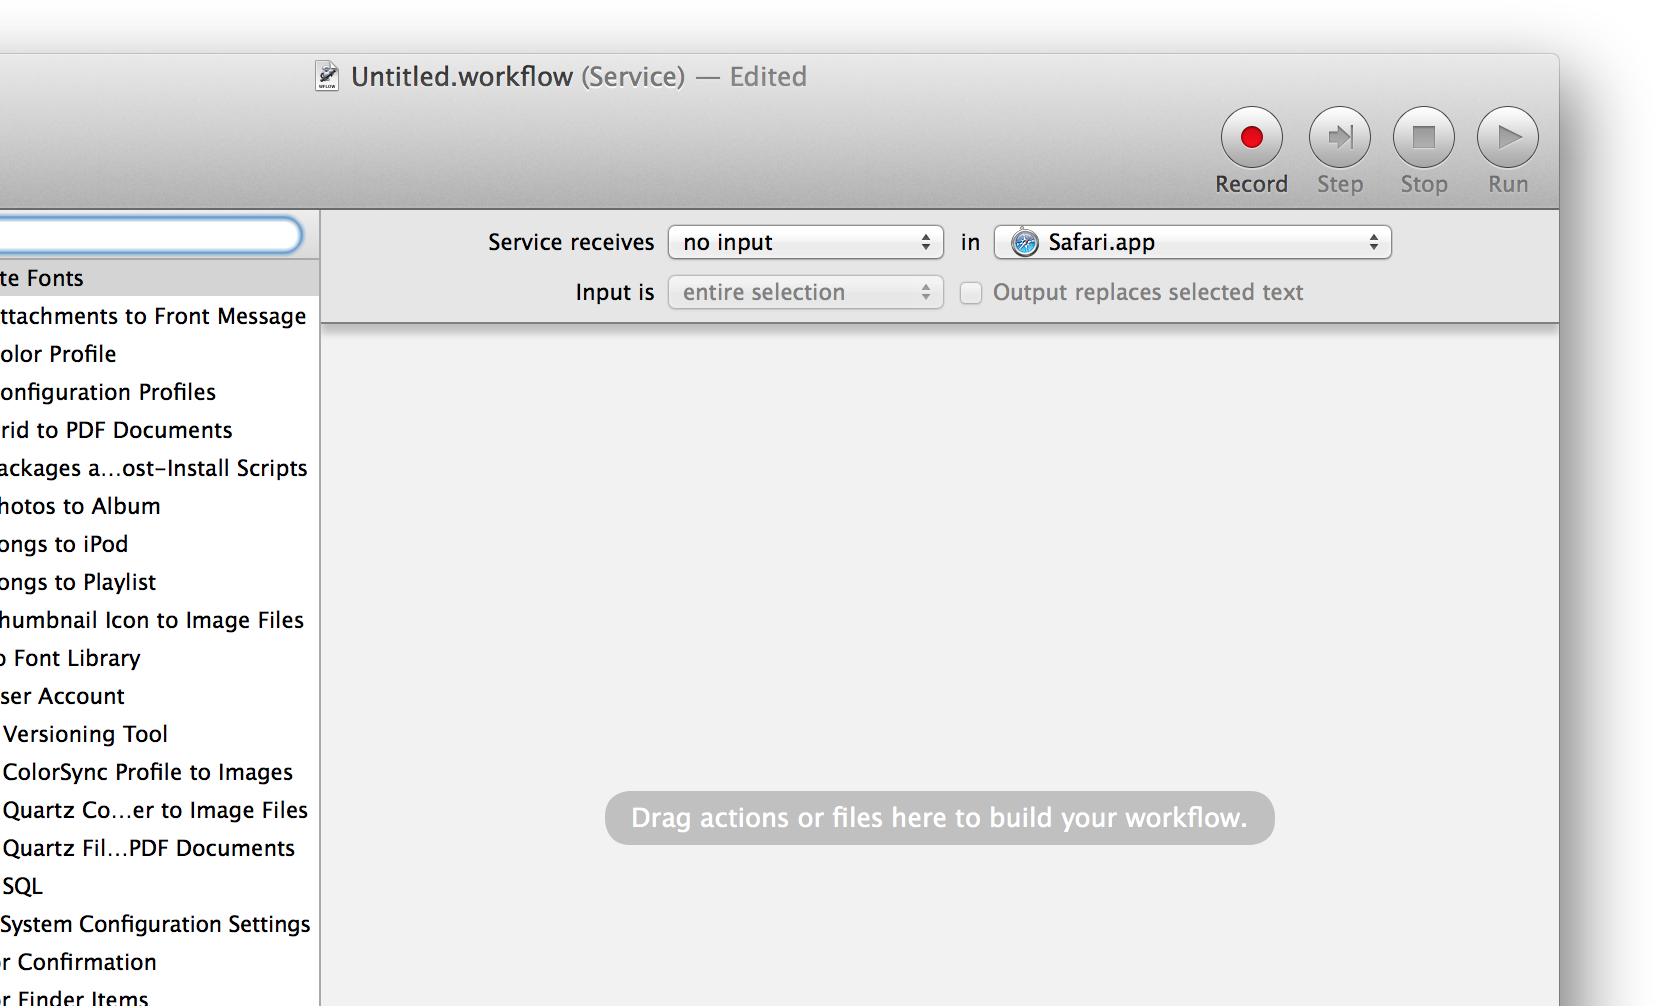 Untitled.workflow (Service) — Edited
Record Step Stop Run
Service receives no input in Safari.app
Input is entire selection Output replaces selected text
te Fonts
ttachments to Front Message
olor Profile
onfiguration Profiles
rid to PDF Documents
ackages a...ost-Install Scripts
hotos to Album
ongs to iPod
ongs to Playlist
humbnail Icon to Image Files
o Font Library
ser Account
Versioning Tool
ColorSync Profile to Images
Quartz Co...er to Image Files
Quartz Fil...PDF Documents
SQL
System Configuration Settings
r Confirmation
r Finder Items
Drag actions or files here to build your workflow.